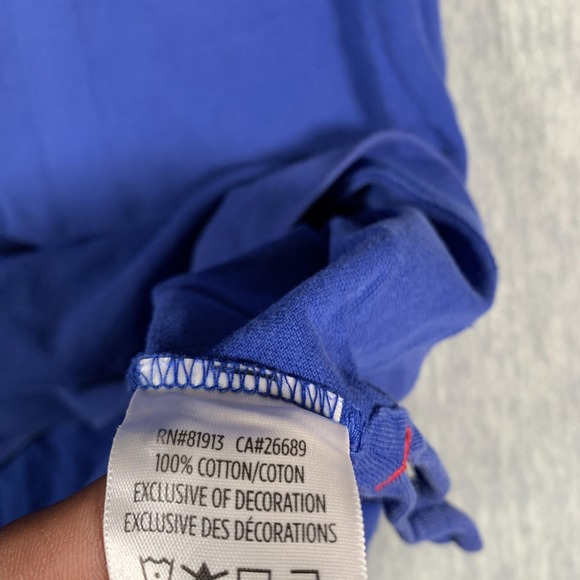 RN#81913 CA#26689
100% COTTON/COTON
EXCLUSIVE OF DECORATION
EXCLUSIVE DES DÉCORATIONS